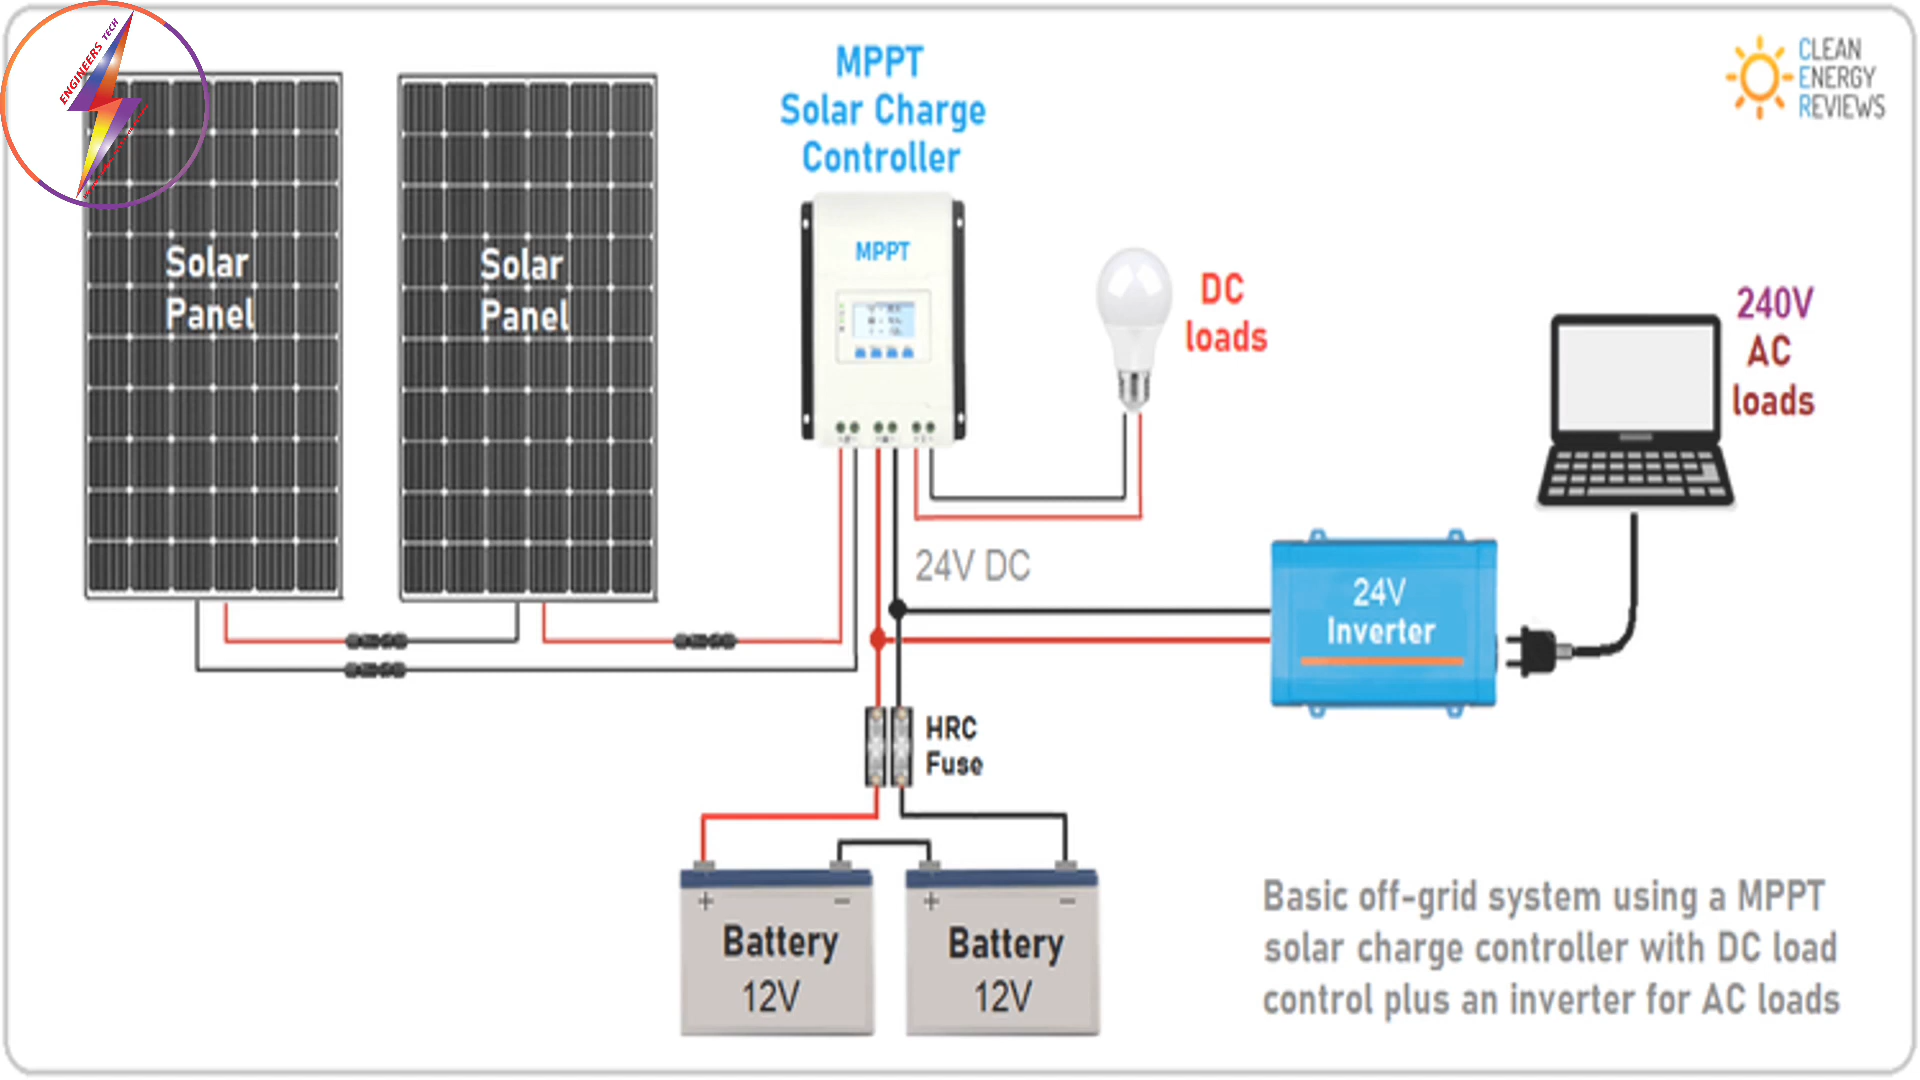 ENGINEERS TECH
Solar
Panel
Solar
Panel
MPPT
Solar Charge
Controller
MPPT
CLEAN
ENERGY
REVIEWS
DC
loads
240V
AC
loads
24V DC
24V
Inverter
HRC
Fuse
+ −
Battery
12V
+ −
Battery
12V
Basic off-grid system using a MPPT
solar charge controller with DC load
control plus an inverter for AC loads